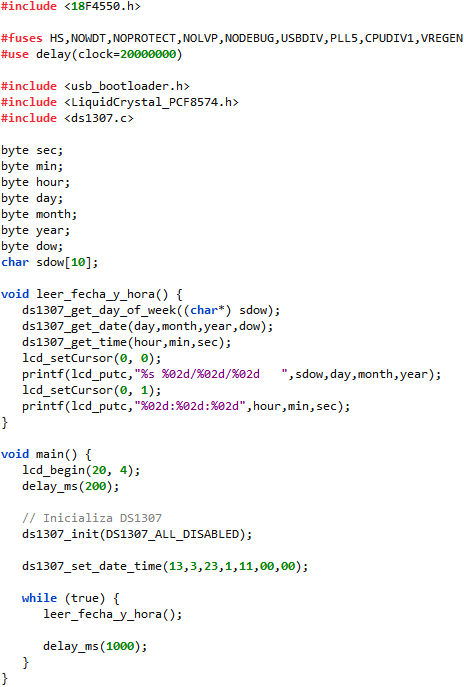 #include <18F4550.h>

#fuses HS,NOWDT,NOPROTECT,NOLVP,NODEBUG,USBDIV,PLL5,CPUDIV1,VREGEN
#use delay(clock=20000000)

#include <usb_bootloader.h>
#include <LiquidCrystal_PCF8574.h>
#include <ds1307.c>

byte sec;
byte min;
byte hour;
byte day;
byte month;
byte year;
byte dow;
char sdow[10];

void leer_fecha_y_hora() {
   ds1307_get_day_of_week((char*) sdow);
   ds1307_get_date(day,month,year,dow);
   ds1307_get_time(hour,min,sec);
   lcd_setCursor(0, 0);
   printf(lcd_putc,"%s %02d/%02d/%02d   ",sdow,day,month,year);
   lcd_setCursor(0, 1);
   printf(lcd_putc,"%02d:%02d:%02d",hour,min,sec);
}

void main() {
   lcd_begin(20, 4);
   delay_ms(200);

   // Inicializa DS1307
   ds1307_init(DS1307_ALL_DISABLED);

   ds1307_set_date_time(13,3,23,1,11,00,00);

   while (true) {
      leer_fecha_y_hora();

      delay_ms(1000);
   }
}